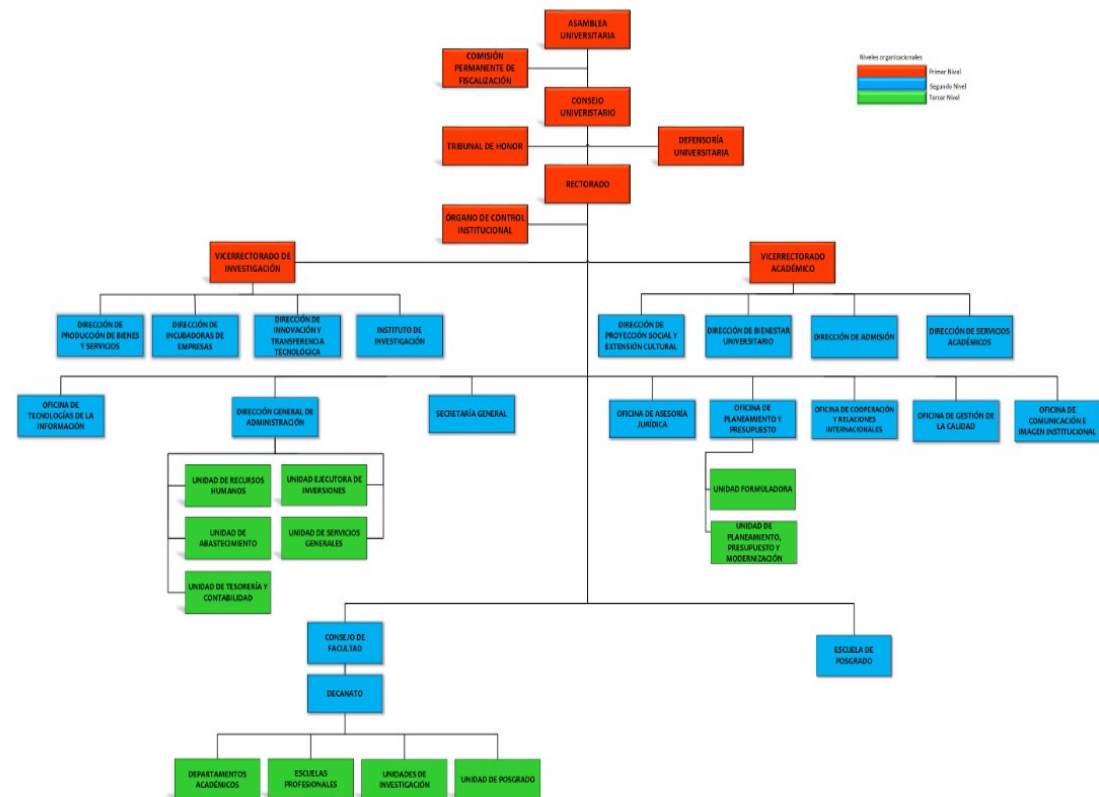 ASAMBLEA
UNIVERSITARIA
Niveles organizacionales
Primer Nivel
Segundo Nivel
Tercer Nivel
COMISIÓN
PERMANENTE DE
FISCALIZACIÓN
CONSEJO
UNIVERISTARIO
TRIBUNAL DE HONOR
DEFENSORÍA
UNIVERSITARIA
RECTORADO
ÓRGANO DE CONTROL
INSTITUCIONAL
VICERRECTORADO DE
INVESTIGACIÓN
VICERRECTORADO
ACADÉMICO
DIRECCIÓN DE
PRODUCCIÓN DE BIENES
Y SERVICIOS
DIRECCIÓN DE
INCUBADORAS DE
EMPRESAS
DIRECCIÓN DE
INNOVACIÓN Y
TRANSFERENCIA
TECNOLÓGICA
INSTITUTO DE
INVESTIGACIÓN
DIRECCIÓN DE
PROYECCIÓN SOCIAL Y
EXTENSIÓN CULTURAL
DIRECCIÓN DE BIENESTAR
UNIVERSITARIO
DIRECCIÓN DE ADMISIÓN
DIRECCIÓN DE SERVICIOS
ACADÉMICOS
OFICINA DE
TECNOLOGÍAS DE LA
INFORMACIÓN
DIRECCIÓN GENERAL DE
ADMINISTRACIÓN
SECRETARÍA GENERAL
OFICINA DE ASESORÍA
JURÍDICA
OFICINA DE
PLANEAMIENTO Y
PRESUPUESTO
OFICINA DE COOPERACIÓN
Y RELACIONES
INTERNACIONALES
OFICINA DE GESTIÓN DE
LA CALIDAD
OFICINA DE
COMUNICACIÓN E
IMAGEN INSTITUCIONAL
UNIDAD DE RECURSOS
HUMANOS
UNIDAD EJECUTORA DE
INVERSIONES
UNIDAD DE
ABASTECIMIENTO
UNIDAD DE SERVICIOS
GENERALES
UNIDAD DE TESORERÍA Y
CONTABILIDAD
UNIDAD FORMULADORA
UNIDAD DE
PLANEAMIENTO,
PRESUPUESTO Y
MODERNIZACIÓN
CONSEJO DE
FACULTAD
DECANATO
ESCUELA DE
POSGRADO
DEPARTAMENTOS
ACADÉMICOS
ESCUELAS
PROFESIONALES
UNIDADES DE
INVESTIGACIÓN
UNIDAD DE POSGRADO